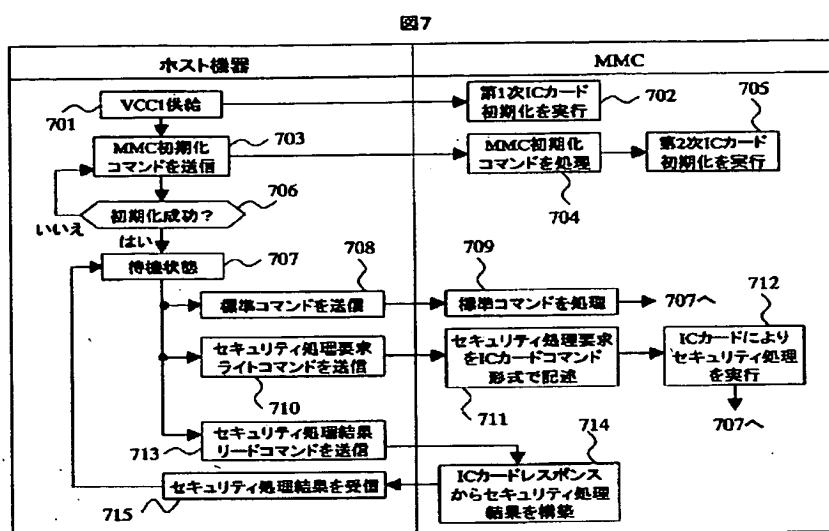 図7
ホスト機器
MMC
VCC1供給
701
第1次ICカード
初期化を実行
702
705
MMC初期化
コマンドを送信
703
MMC初期化
コマンドを処理
704
第2次ICカード
初期化を実行
初期化成功?
706
いいえ
はい
待機状態
707
708
709
712
標準コマンドを送信
標準コマンドを処理
707へ
セキュリティ処理要求
ライトコマンドを送信
710
セキュリティ処理要求
をICカードコマンド
形式で記述
711
ICカードにより
セキュリティ処理
を実行
707へ
セキュリティ処理結果
リードコマンドを送信
713
714
セキュリティ処理結果を受信
715
ICカードレスポンス
からセキュリティ処理
結果を構築